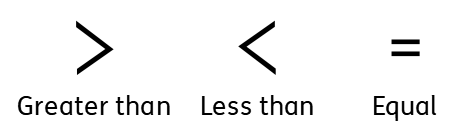 > < =
Greater than Less than Equal